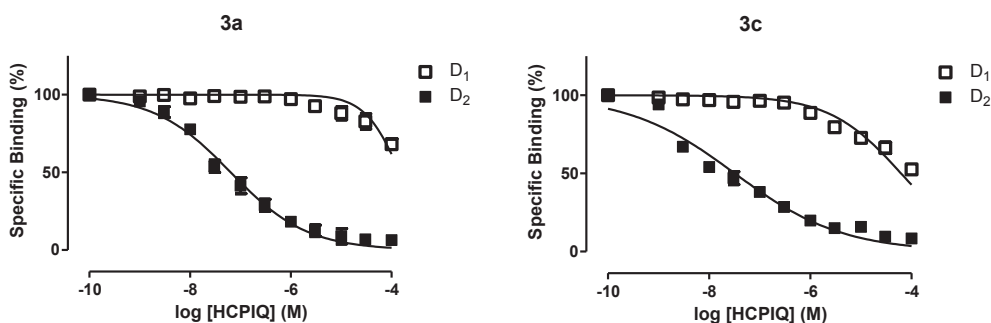 3a
D1
D2
Specific Binding (%)
100
50
0
-10 -8 -6 -4
log [HCPIQ] (M)
3c
D1
D2
Specific Binding (%)
100
50
0
-10 -8 -6 -4
log [HCPIQ] (M)